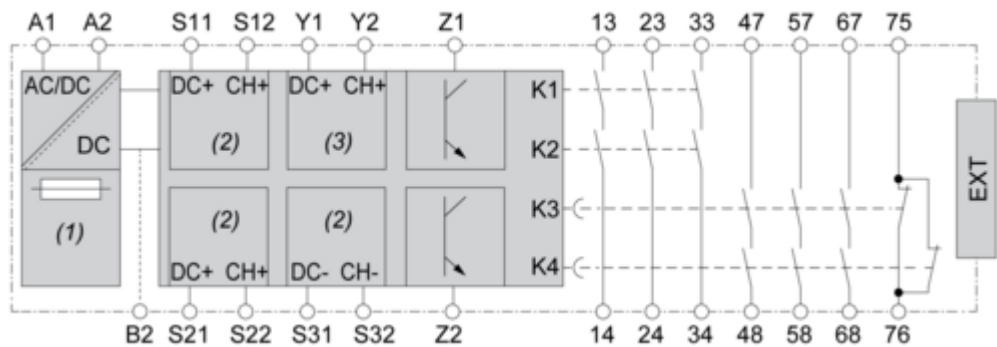 A1 A2 S11 S12 Y1 Y2 Z1 13 23 33 47 57 67 75
AC/DC DC+ CH+ DC+ CH+ K1
DC (2) (3) K2
(1) (2) (2) K3 EXT
DC+ CH+ DC- CH- K4
B2 S21 S22 S31 S32 Z2 14 24 34 48 58 68 76